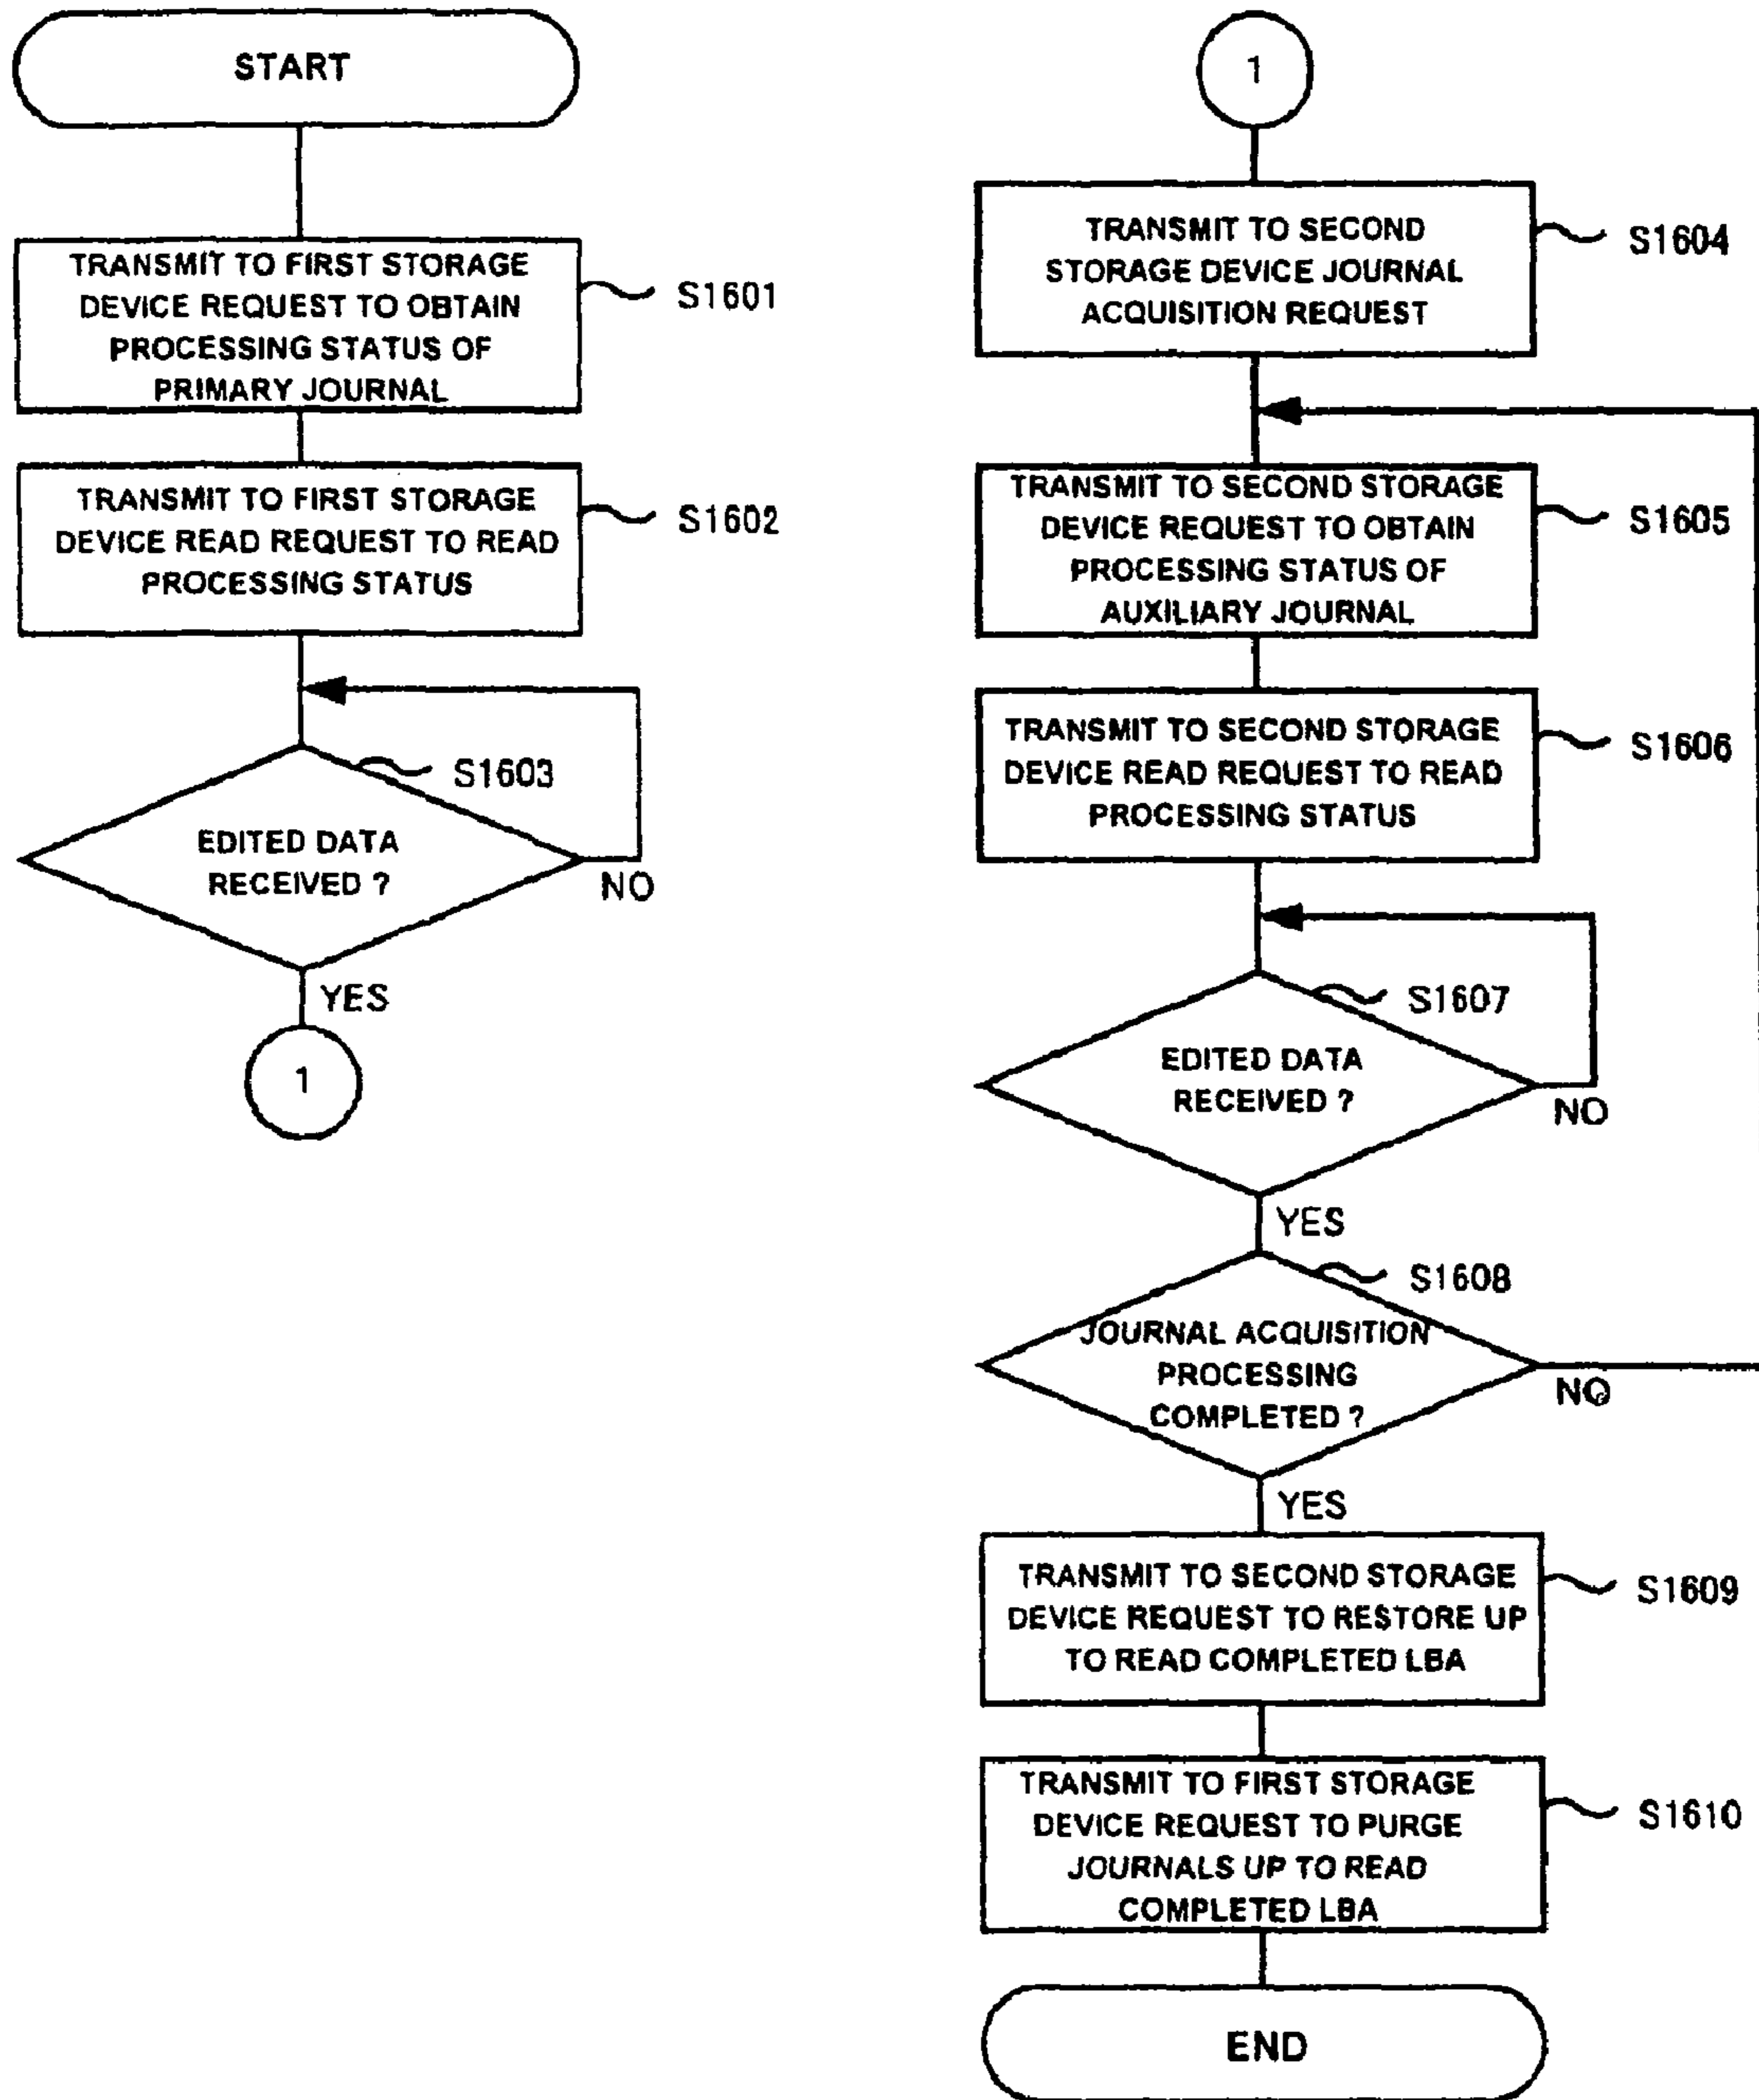 START
TRANSMIT TO FIRST STORAGE
DEVICE REQUEST TO OBTAIN
PROCESSING STATUS OF
PRIMARY JOURNAL
S1601
TRANSMIT TO FIRST STORAGE
DEVICE READ REQUEST TO READ
PROCESSING STATUS
S1602
S1603
EDITED DATA
RECEIVED ?
NO
YES
1
1
TRANSMIT TO SECOND
STORAGE DEVICE JOURNAL
ACQUISITION REQUEST
S1604
TRANSMIT TO SECOND STORAGE
DEVICE REQUEST TO OBTAIN
PROCESSING STATUS OF
AUXILIARY JOURNAL
S1605
TRANSMIT TO SECOND STORAGE
DEVICE READ REQUEST TO READ
PROCESSING STATUS
S1606
S1607
EDITED DATA
RECEIVED ?
NO
YES
S1608
JOURNAL ACQUISITION
PROCESSING
COMPLETED ?
NO
YES
TRANSMIT TO SECOND STORAGE
DEVICE REQUEST TO RESTORE UP
TO READ COMPLETED LBA
S1609
TRANSMIT TO FIRST STORAGE
DEVICE REQUEST TO PURGE
JOURNALS UP TO READ
COMPLETED LBA
S1610
END